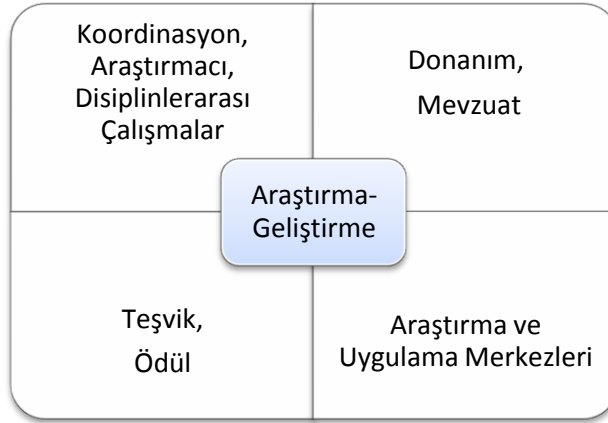 Koordinasyon,
Araştırmacı,
Disiplinlerarası
Çalışmalar
Donanım,
Mevzuat
Araştırma-
Geliştirme
Teşvik,
Ödül
Araştırma ve
Uygulama Merkezleri